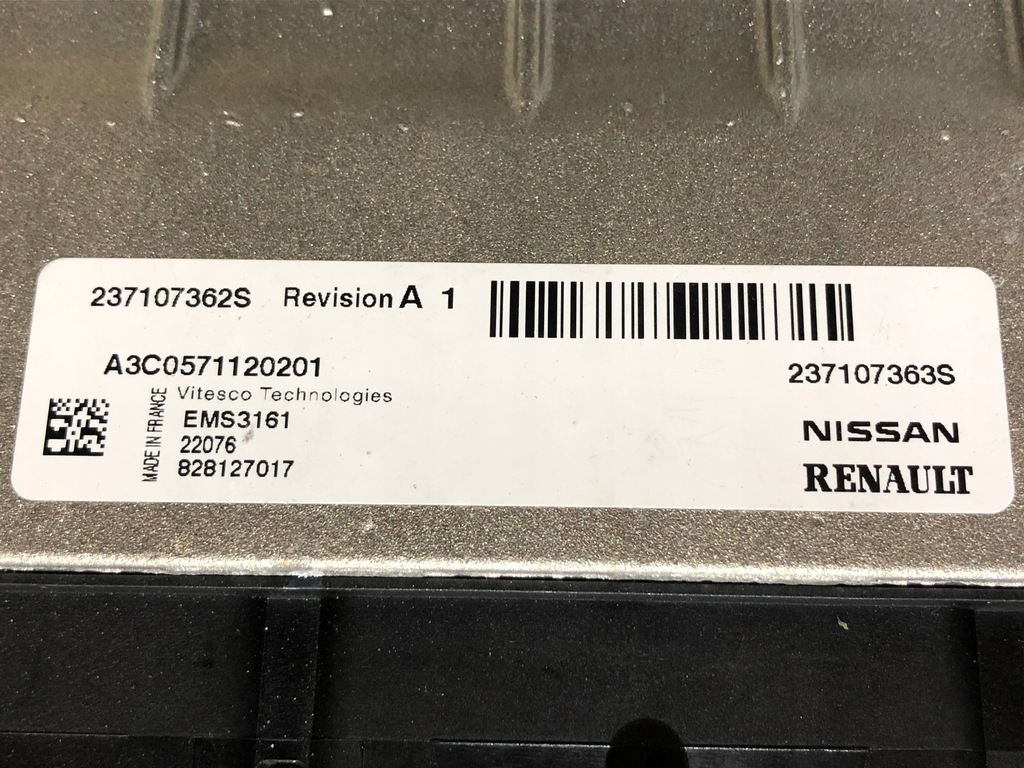 237107362S Revision A 1
A3C0571120201
237107363S
MADE IN FRANCE
Vitesco Technologies
EMS3161
22076
828127017
NISSAN
RENAULT